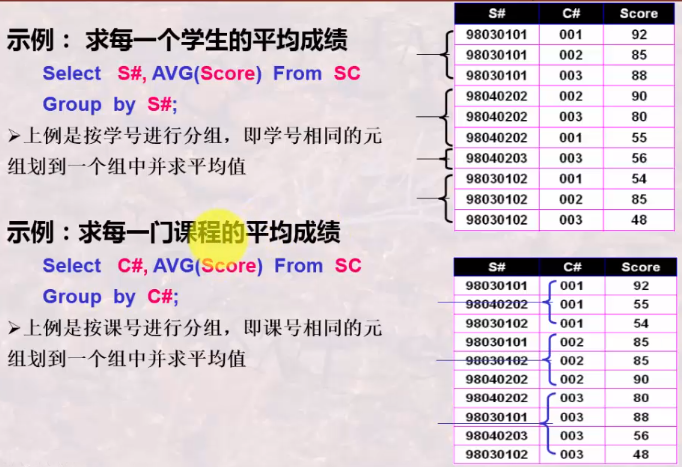 示例： 求每一个学生的平均成绩
Select S#, AVG(Score) From SC
Group by S#;
➢上例是按学号进行分组，即学号相同的元
组划到一个组中并求平均值
示例：求每一门课程的平均成绩
Select C#, AVG(Score) From SC
Group by C#;
➢上例是按课号进行分组，即课号相同的元
组划到一个组中并求平均值
S# C# Score
98030101 001 92
98030101 002 85
98030101 003 88
98040202 002 90
98040202 003 80
98040202 001 55
98040203 003 56
98030102 001 54
98030102 002 85
98030102 003 48
S# C# Score
98030101 001 92
98040202 001 55
98030102 001 54
98030101 002 85
98030102 002 85
98040202 002 90
98040202 003 80
98030101 003 88
98040203 003 56
98030102 003 48